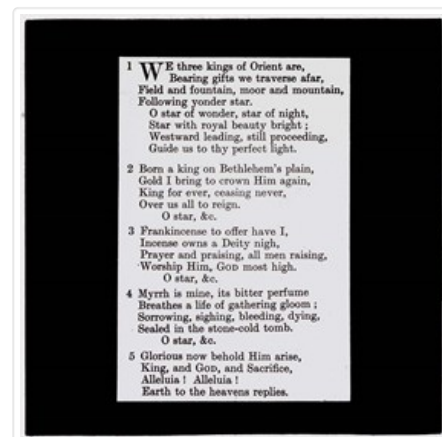 1 WE three kings of Orient are,
Bearing gifts we traverse afar,
Field and fountain, moor and mountain,
Following yonder star.
O star of wonder, star of night,
Star with royal beauty bright ;
Westward leading, still proceeding,
Guide us to thy perfect light.
2 Born a king on Bethlehem's plain,
Gold I bring to crown Him again,
King for ever, ceasing never,
Over us all to reign.
O star, &c.
3 Frankincense to offer have I,
Incense owns a Deity nigh,
Prayer and praising, all men raising,
Worship Him, GOD most high.
O star, &c.
4 Myrrh is mine, its bitter perfume
Breathes a life of gathering gloom ;
Sorrowing, sighing, bleeding, dying,
Sealed in the stone-cold tomb.
O star, &c.
5 Glorious now behold Him arise,
King, and GOD, and Sacrifice,
Alleluia ! Alleluia !
Earth to the heavens replies.